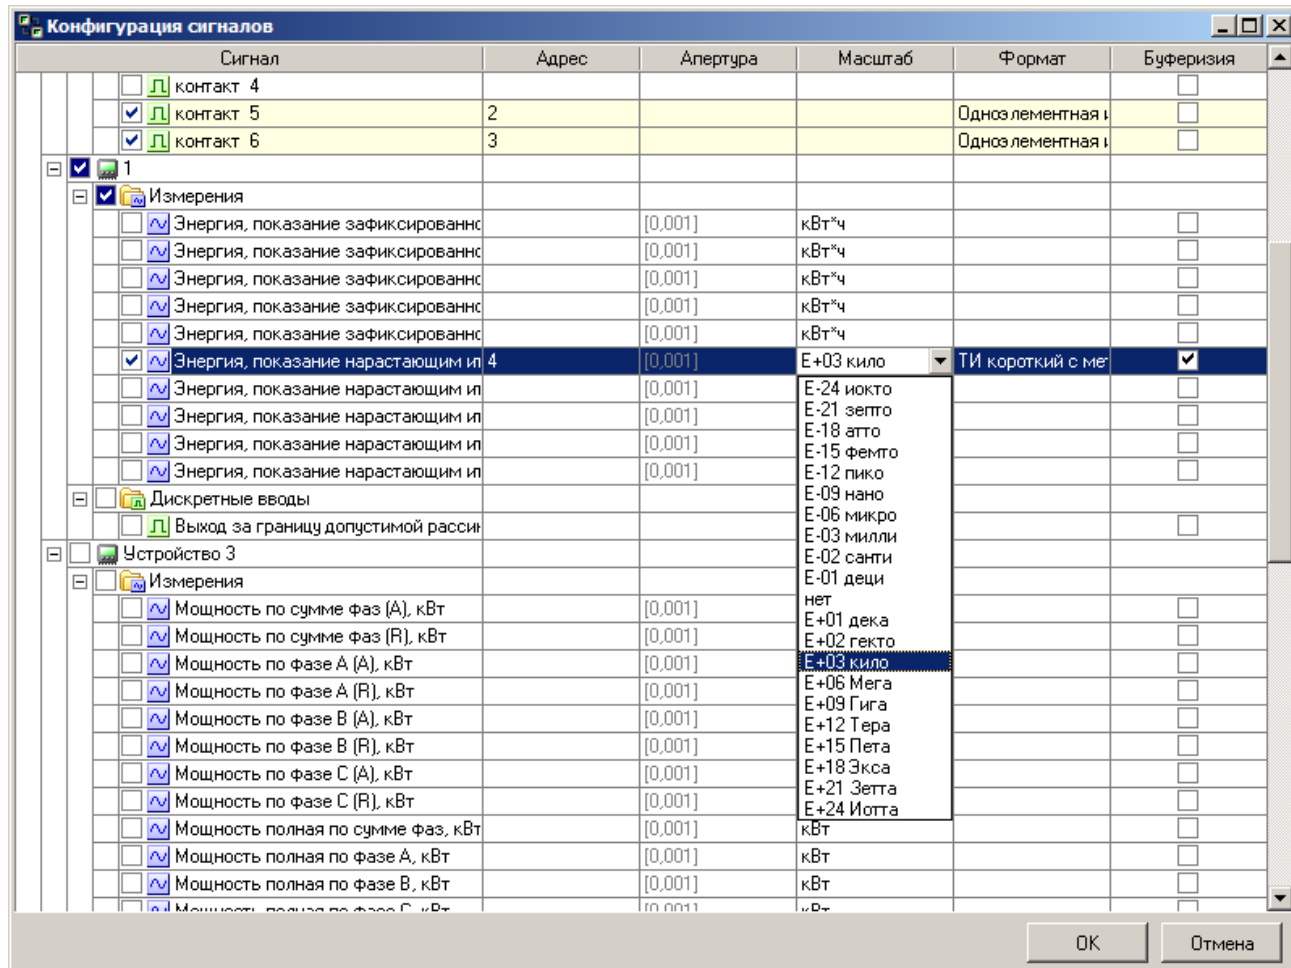 Конфигурация сигналов
Сигнал Адрес Апертура Масштаб Формат Буферизия
контакт 4
контакт 5 2 Одноэлементная и
контакт 6 3 Одноэлементная и
1
Измерения
Энергия, показание зафиксированно [0,001] кВт*ч
Энергия, показание зафиксированно [0,001] кВт*ч
Энергия, показание зафиксированно [0,001] кВт*ч
Энергия, показание зафиксированно [0,001] кВт*ч
Энергия, показание зафиксированно [0,001] кВт*ч
Энергия, показание нарастающим ит 4 [0,001] E+03 кило ТИ короткий с мет
Энергия, показание нарастающим ит [0,001]
Энергия, показание нарастающим ит [0,001]
Энергия, показание нарастающим ит [0,001]
Энергия, показание нарастающим ит [0,001]
Дискретные вводы
Выход за границу допустимой рассин
Устройство 3
Измерения
Мощность по сумме фаз (A), кВт [0,001]
Мощность по сумме фаз (R), кВт [0,001]
Мощность по фазе A (A), кВт [0,001]
Мощность по фазе A (R), кВт [0,001]
Мощность по фазе B (A), кВт [0,001]
Мощность по фазе B (R), кВт [0,001]
Мощность по фазе C (A), кВт [0,001]
Мощность по фазе C (R), кВт [0,001]
Мощность полная по сумме фаз, кВт [0,001] кВт
Мощность полная по фазе A, кВт [0,001] кВт
Мощность полная по фазе B, кВт [0,001] кВт
Мощность полная по фазе C, кВт [0,001] кВт
E-24 иокто
E-21 зепто
E-18 атто
E-15 фемто
E-12 пико
E-09 нано
E-06 микро
E-03 милли
E-02 санти
E-01 деци
нет
E+01 дека
E+02 гекто
E+03 кило
E+06 Мега
E+09 Гига
E+12 Тера
E+15 Пета
E+18 Экса
E+21 Зетта
E+24 Иотта
OK Отмена